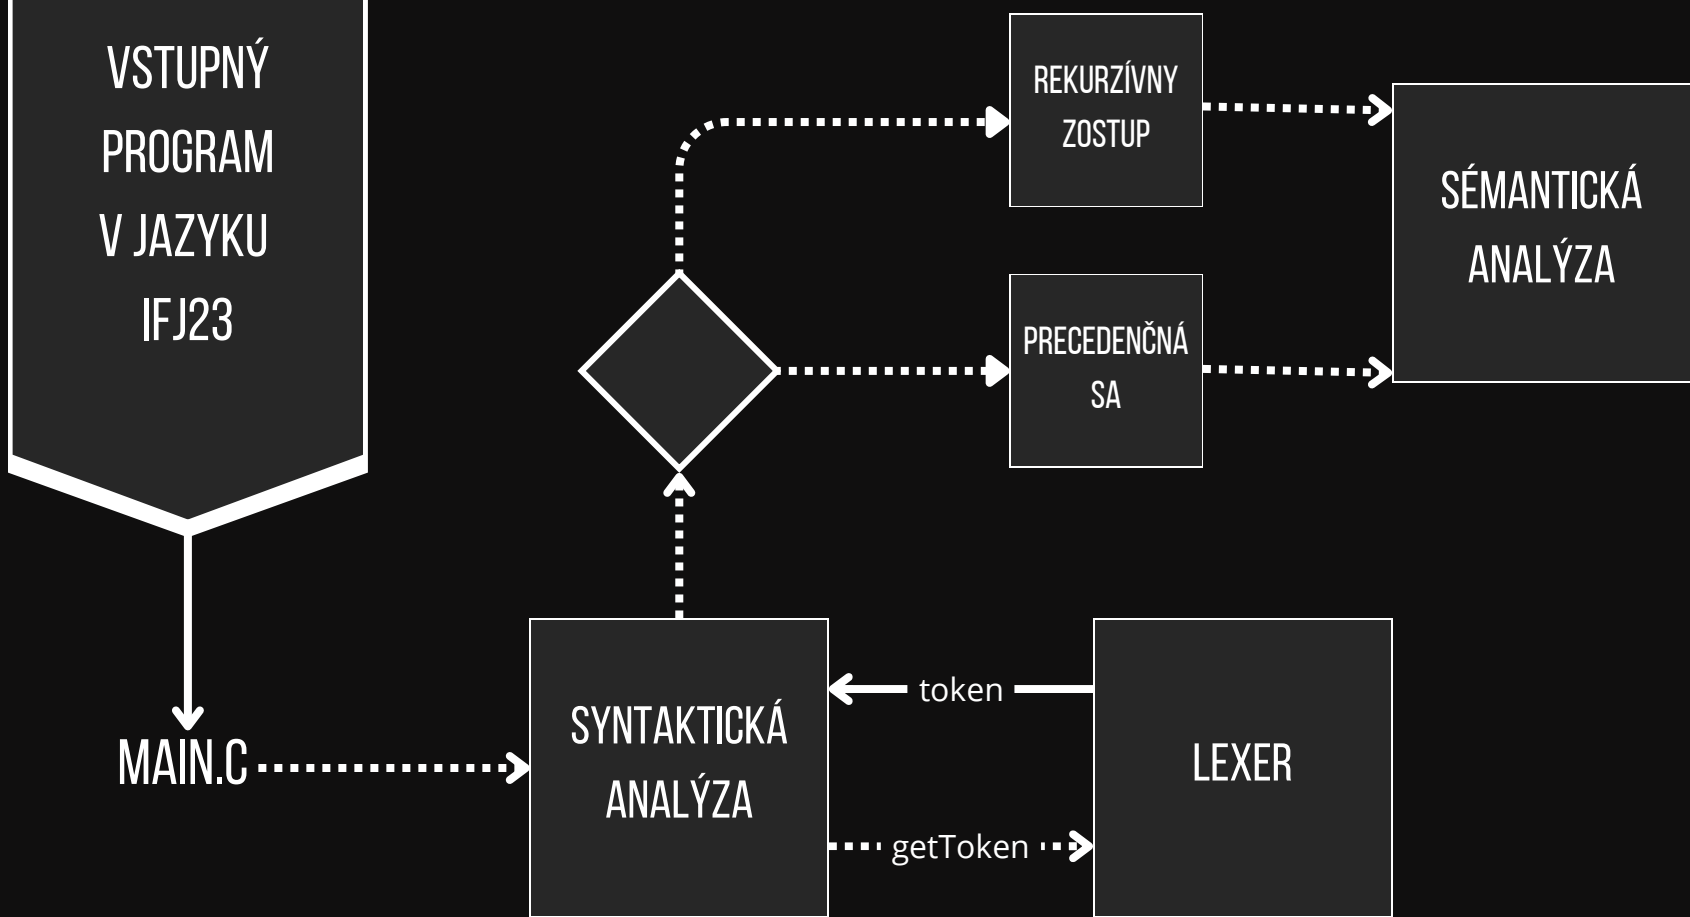 VSTUPNÝ
PROGRAM
V JAZYKU
IFJ23
REKURZÍVNY
ZOSTUP
SÉMANTICKÁ
ANALÝZA
PRECEDENČNÁ
SA
token
SYNTAKTICKÁ
ANALÝZA
LEXER
MAIN.C
getToken